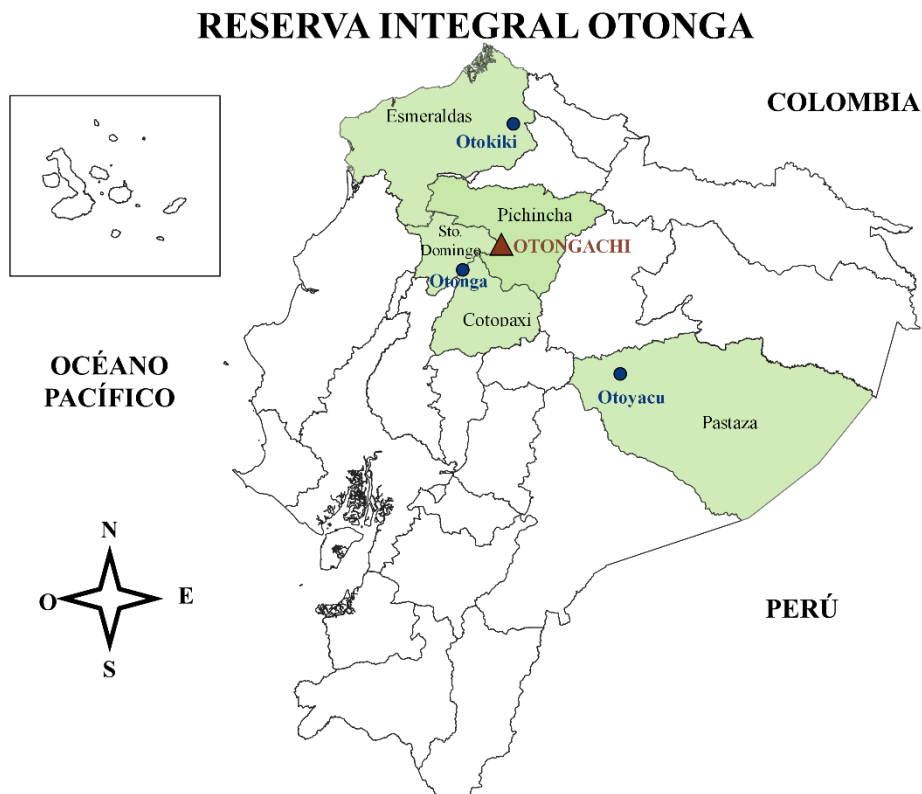 RESERVA INTEGRAL OTONGA
COLOMBIA
Esmeraldas
Otokiki
Pichincha
Sto.
Domingo
OTONGACHI
Otonga
Cotopaxi
OCÉANO
PACÍFICO
Otoyacu
Pastaza
N
O
E
S
PERÚ